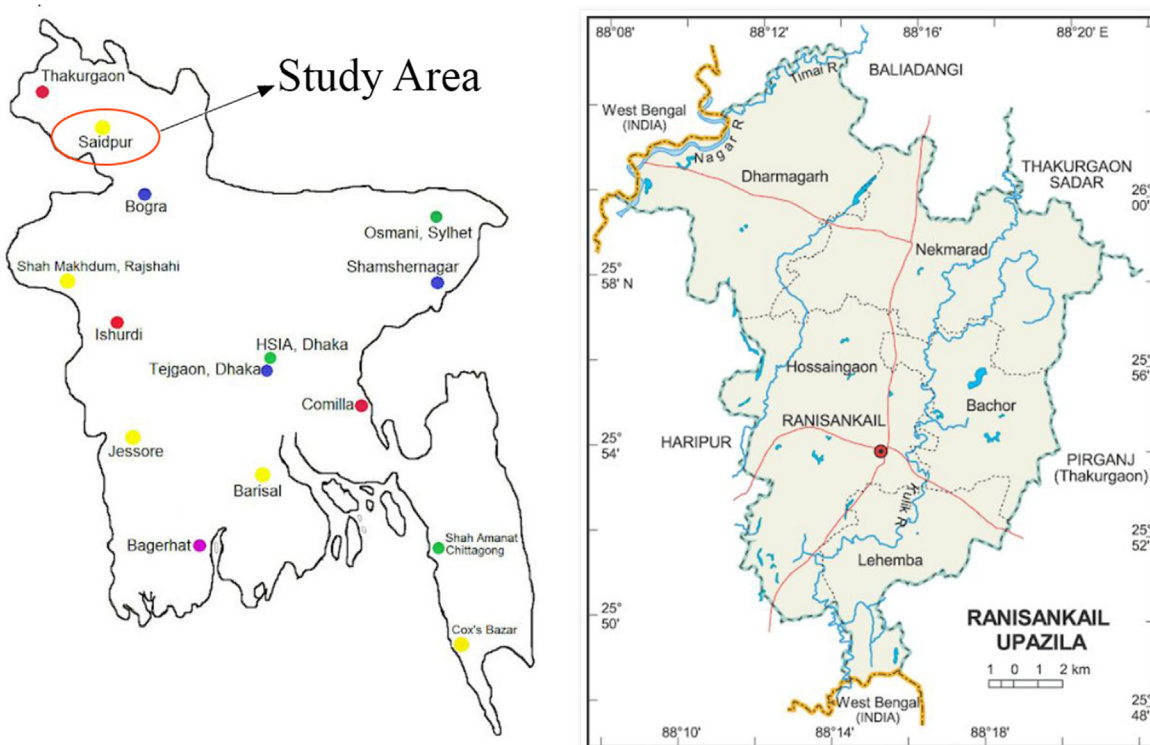 Study Area
Thakurgaon
Saidpur
Bogra
Osmani, Sylhet
Shah Makhdum, Rajshahi
Shamshernagar
Ishurdi
HSIA, Dhaka
Tejgaon, Dhaka
Comilla
Jessore
Barisal
Bagerhat
Shah Amanat
Chittagong
Cox's Bazar
88° 08'
88° 12'
88° 16'
88° 20' E
Timai R
BALIADANGI
West Bengal
(INDIA)
Nagar R
Dharmagarh
THAKURGAON
SADAR
26°
00'
Nekmarad
25°
58' N
25°
56'
Hossaingaon
Bachor
RANISANKAIL
HARIPUR
25°
54'
PIRGANJ
(Thakurgaon)
Kulik R
25°
52'
Lehemba
25°
50'
RANISANKAIL
UPAZILA
1 0 1 2 km
West Bengal
(INDIA)
25°
48'
88° 10'
88° 14'
88° 18'